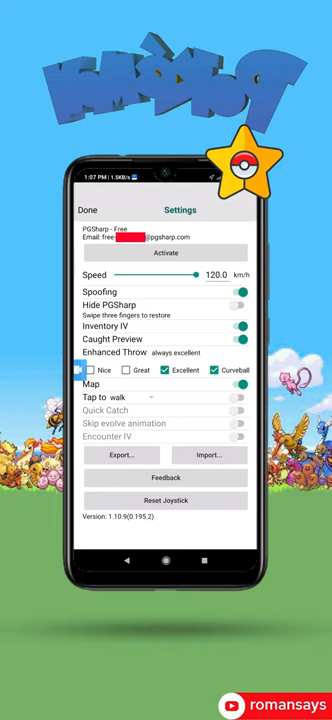 1:07 PM | 1.5KB/s
Done
Settings
PGSharp - Free
Email: free- @pgsharp.com
Activate
Speed 120.0 km/h
Spoofing
Hide PGSharp
Swipe three fingers to restore
Inventory IV
Caught Preview
Enhanced Throw always excellent
Nice Great Excellent Curveball
Map
Tap to walk
Quick Catch
Skip evolve animation
Encounter IV
Export... Import...
Feedback
Reset Joystick
Version: 1.10.9(0.195.2)
romansays